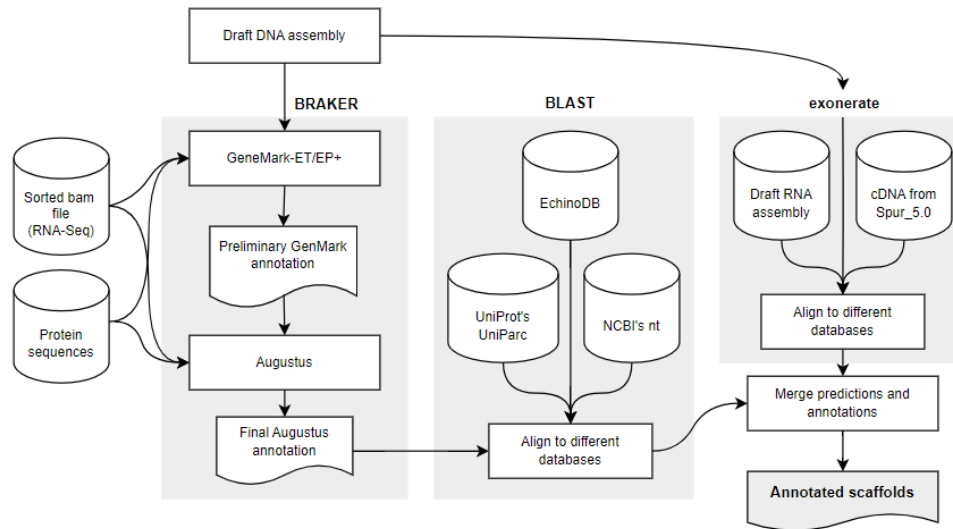 Draft DNA assembly
BRAKER
BLAST
exonerate
GeneMark-ET/EP+
Sorted bam
file
(RNA-Seq)
Preliminary GenMark
annotation
Protein
sequences
Augustus
Final Augustus
annotation
EchinoDB
UniProt's
UniParc
NCBI's nt
Align to different
databases
Draft RNA
assembly
cDNA from
Spur_5.0
Align to different
databases
Merge predictions and
annotations
Annotated scaffolds